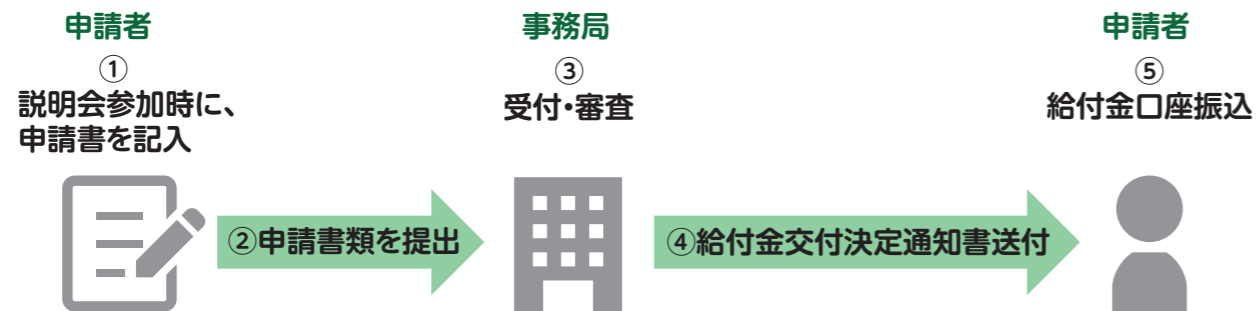 申請者
①
説明会参加時に、
申請書を記入
②申請書類を提出
事務局
③
受付・審査
④給付金交付決定通知書送付
申請者
⑤
給付金口座振込